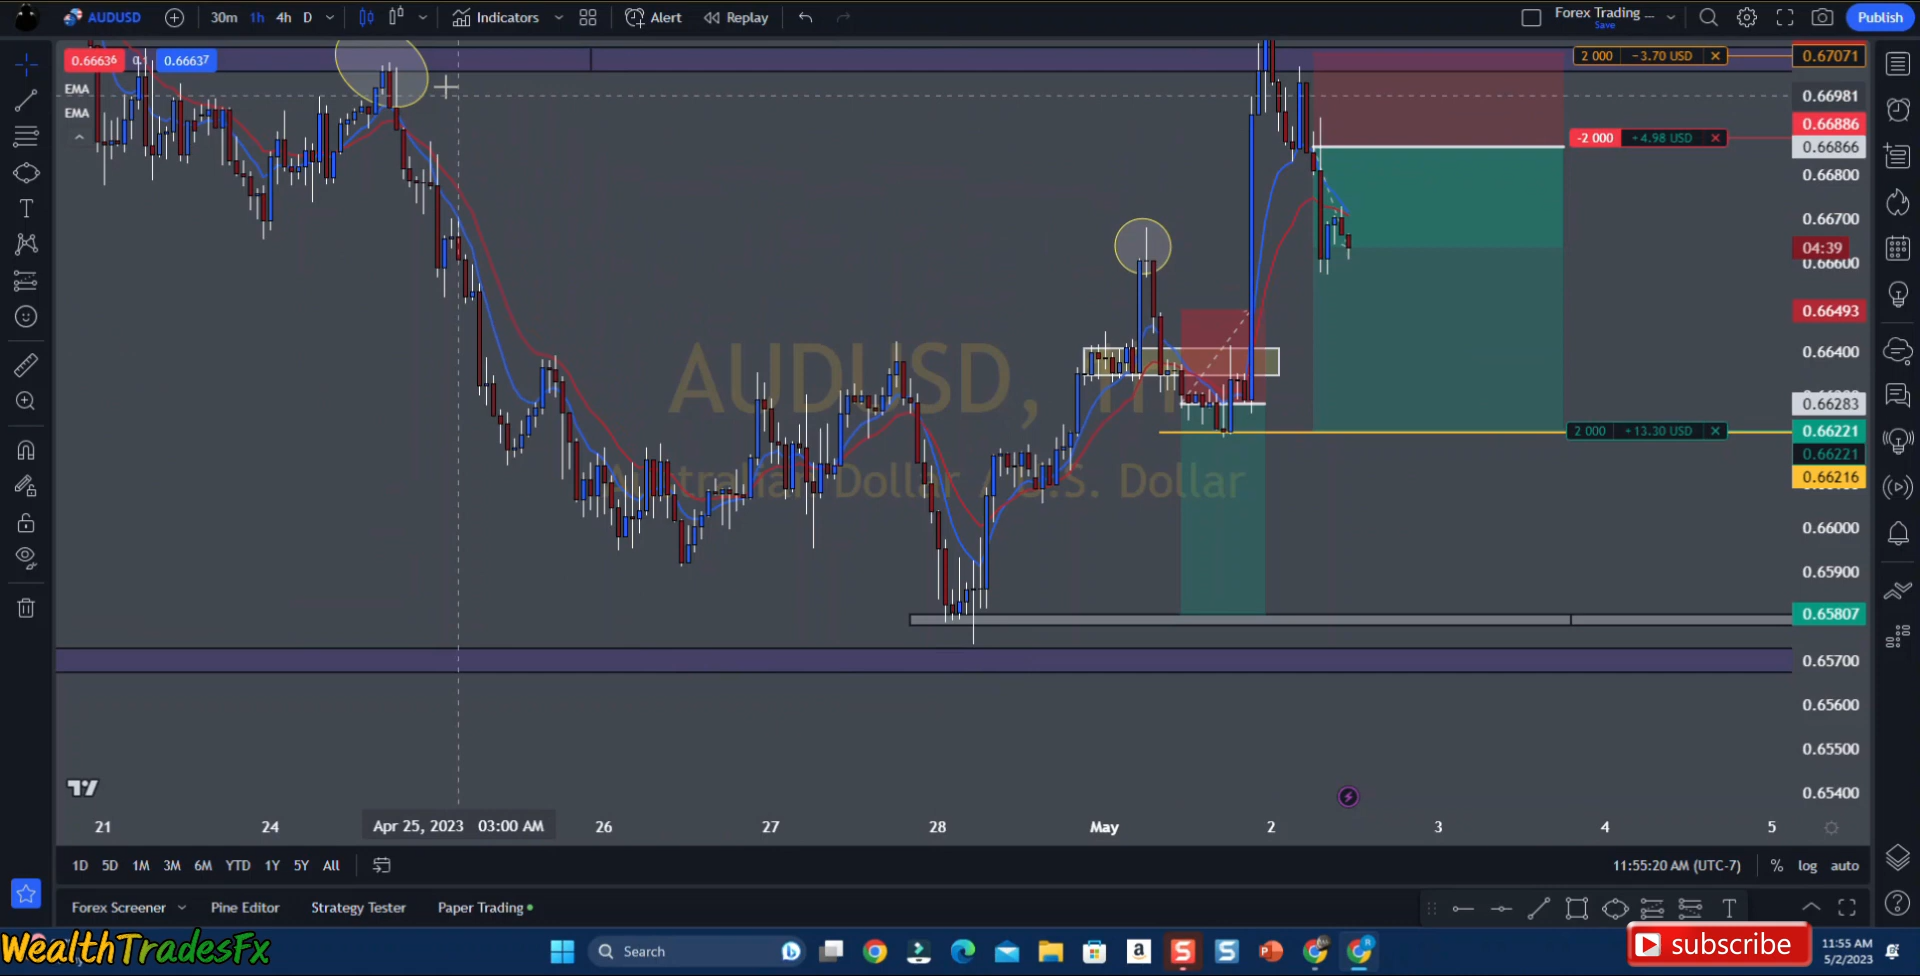 AUDUSD 30m 1h 4h D Indicators Alert Replay Forex Trading ... Save Publish
0.66636 0.1 0.66637
EMA
EMA
2 000 -3.70 USD
-2 000 +4.98 USD
2 000 +13.30 USD
0.67071
0.66981
0.66886
0.66866
0.66800
0.66700
04:39
0.66600
0.66493
0.66400
0.66283
0.66221
0.66221
0.66216
0.66000
0.65900
0.65807
0.65700
0.65600
0.65500
0.65400
AUDUSD, 1h
Australian Dollar / U.S. Dollar
21 24 Apr 25, 2023 03:00 AM 26 27 28 May 2 3 4 5
1D 5D 1M 3M 6M YTD 1Y 5Y All 11:55:20 AM (UTC-7) % log auto
Forex Screener Pine Editor Strategy Tester Paper Trading
WealthTradesFx
Search
subscribe
11:55 AM
5/2/2023